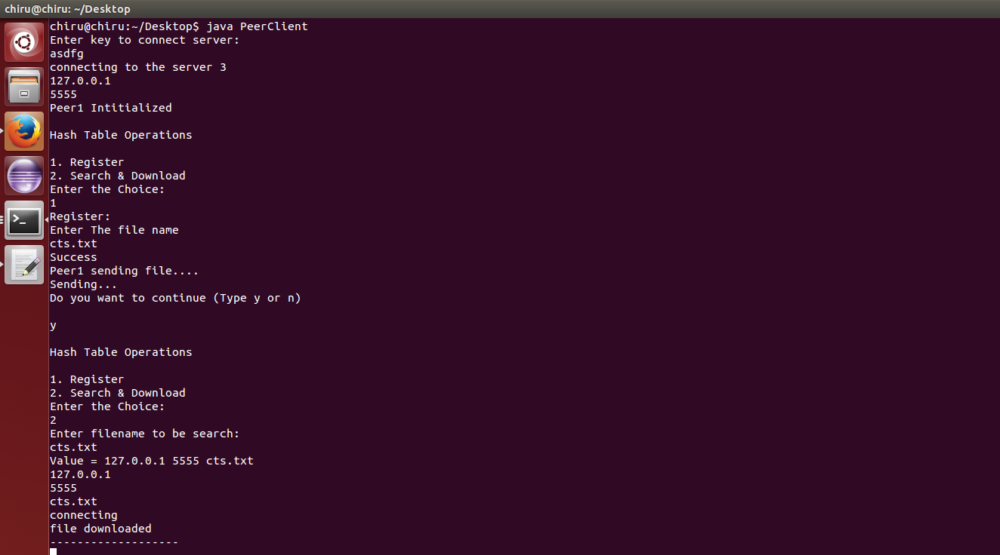 chiru@chiru: ~/Desktop
chiru@chiru:~/Desktop$ java PeerClient
Enter key to connect server:
asdfg
connecting to the server 3
127.0.0.1
5555
Peer1 Intitialized
Hash Table Operations
1. Register
2. Search & Download
Enter the Choice:
1
Register:
Enter The file name
cts.txt
Success
Peer1 sending file....
Sending...
Do you want to continue (Type y or n)
y
Hash Table Operations
1. Register
2. Search & Download
Enter the Choice:
2
Enter filename to be search:
cts.txt
Value = 127.0.0.1 5555 cts.txt
127.0.0.1
5555
cts.txt
connecting
file downloaded
-------------------